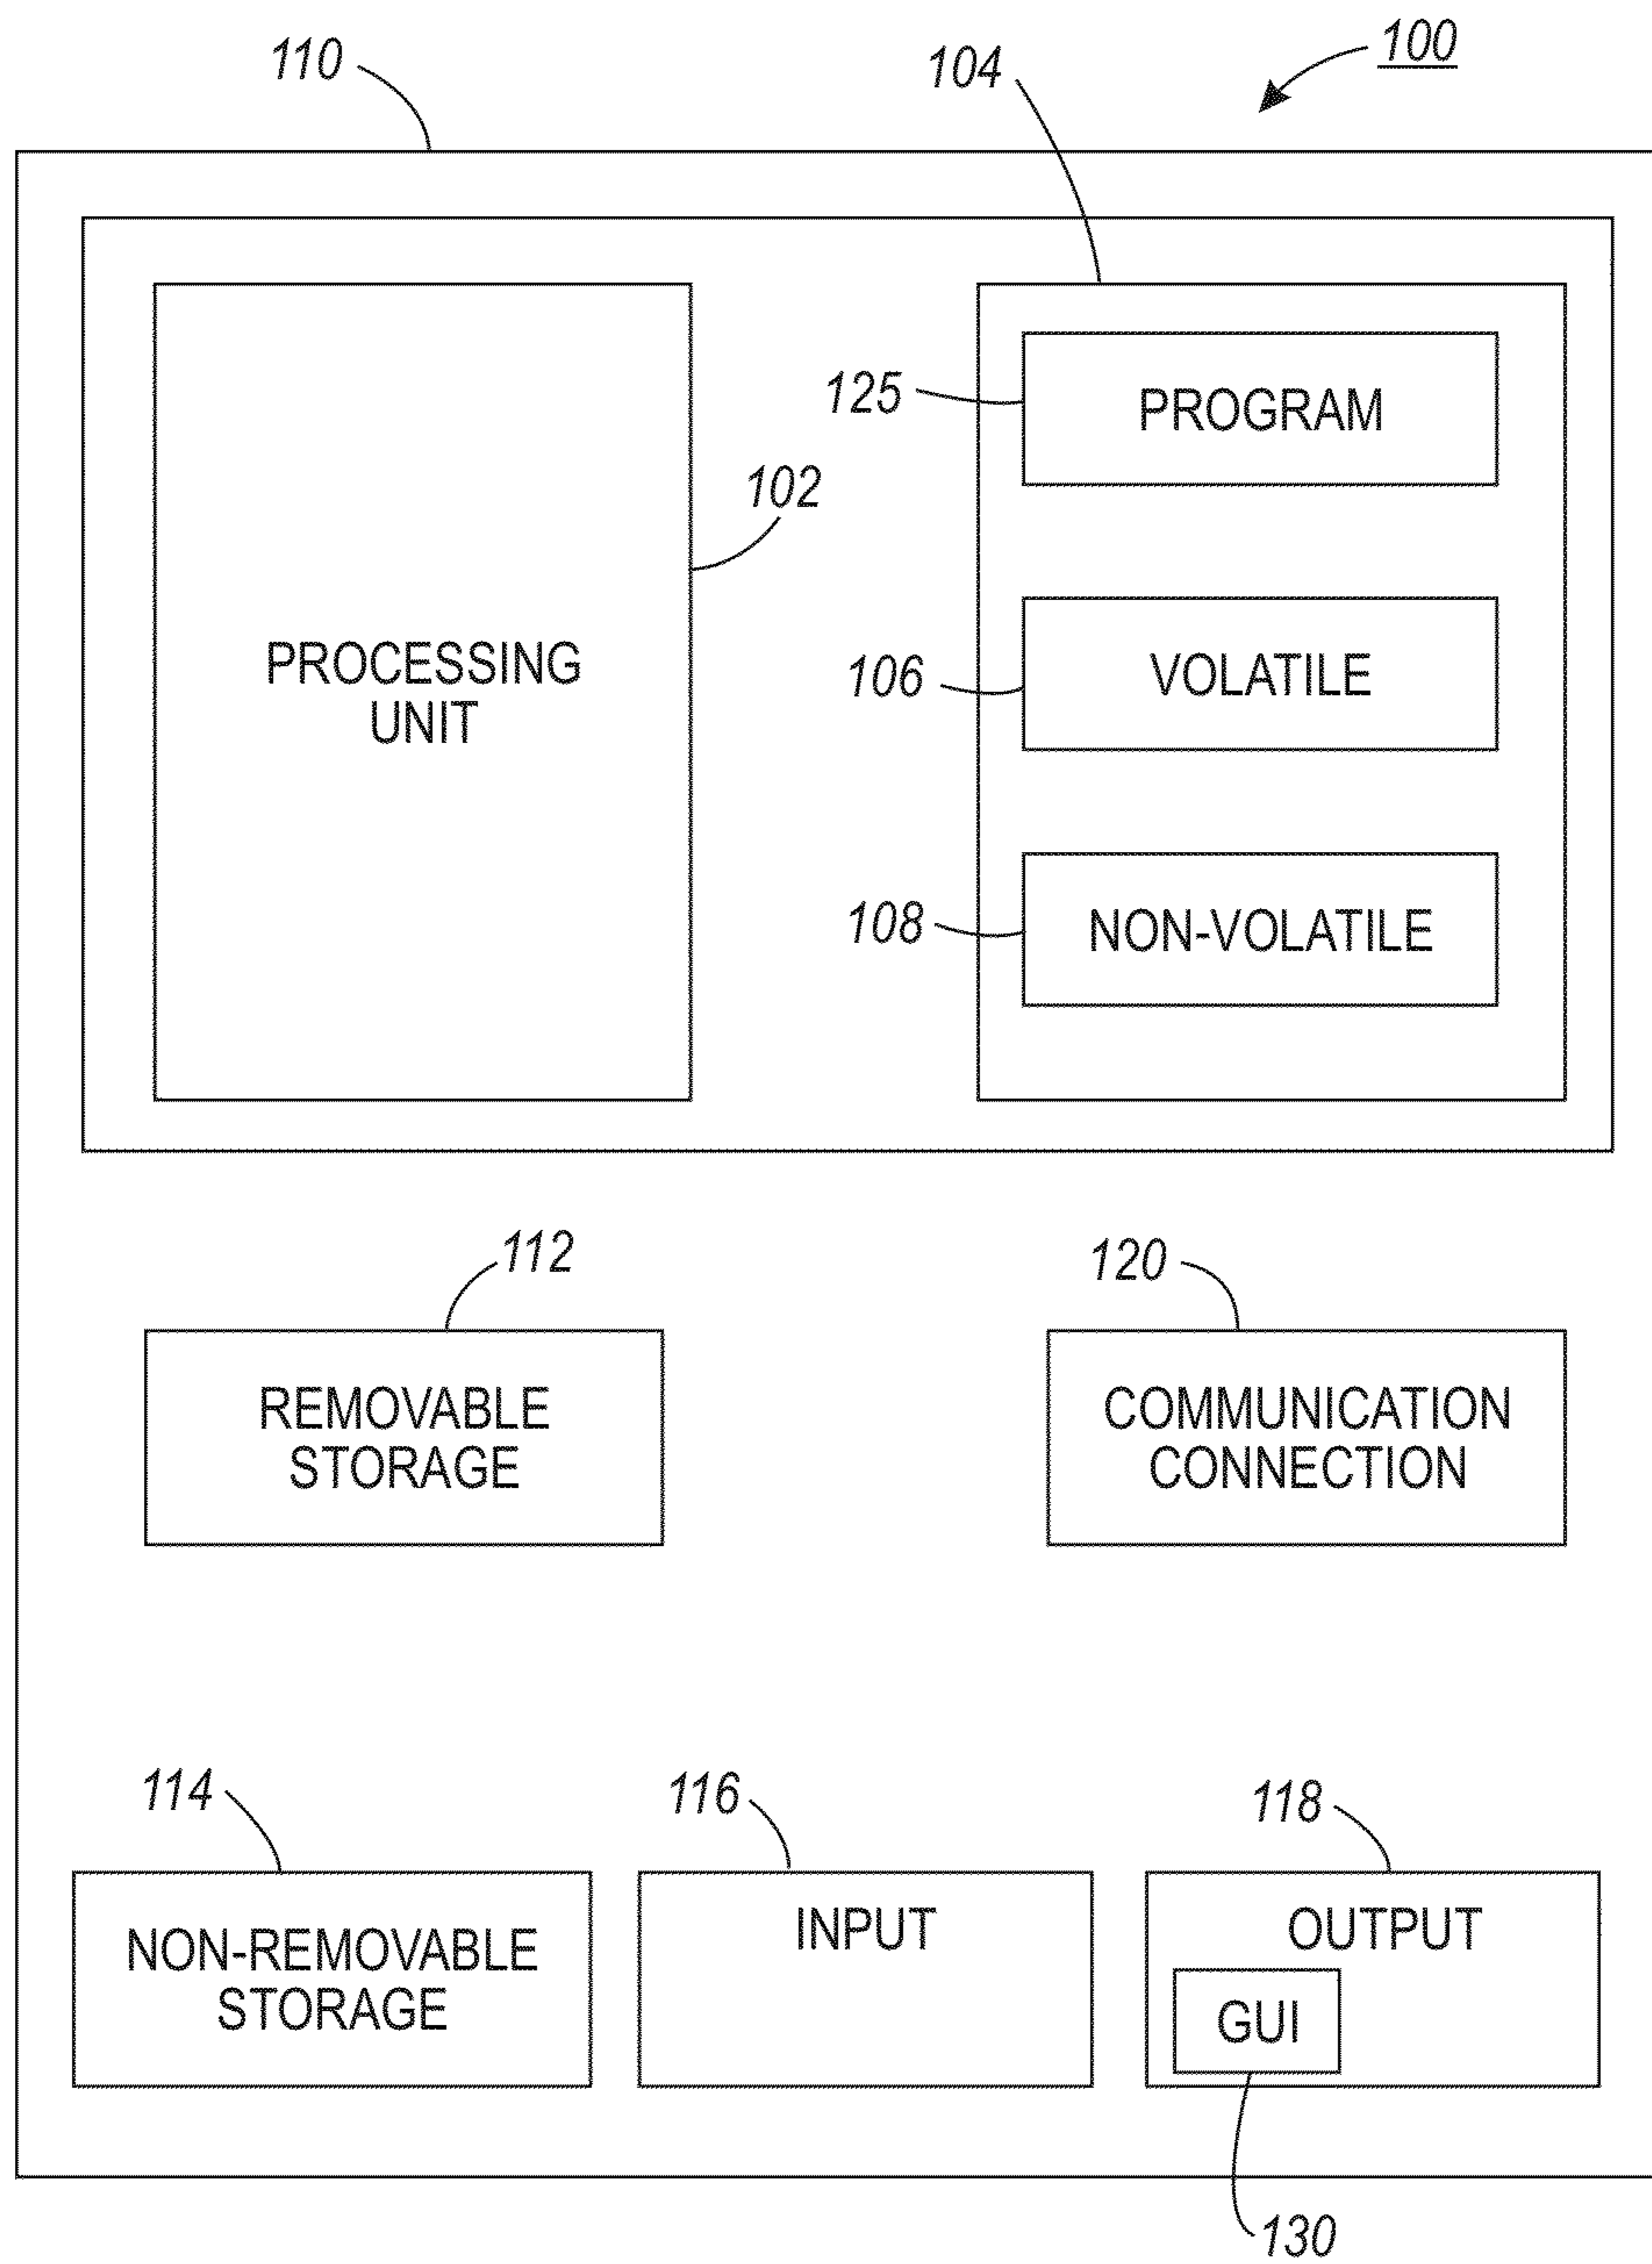 110
104
100
125
PROGRAM
102
PROCESSING
UNIT
106
VOLATILE
108
NON-VOLATILE
112
120
REMOVABLE
STORAGE
COMMUNICATION
CONNECTION
114
116
118
NON-REMOVABLE
STORAGE
INPUT
OUTPUT
GUI
130